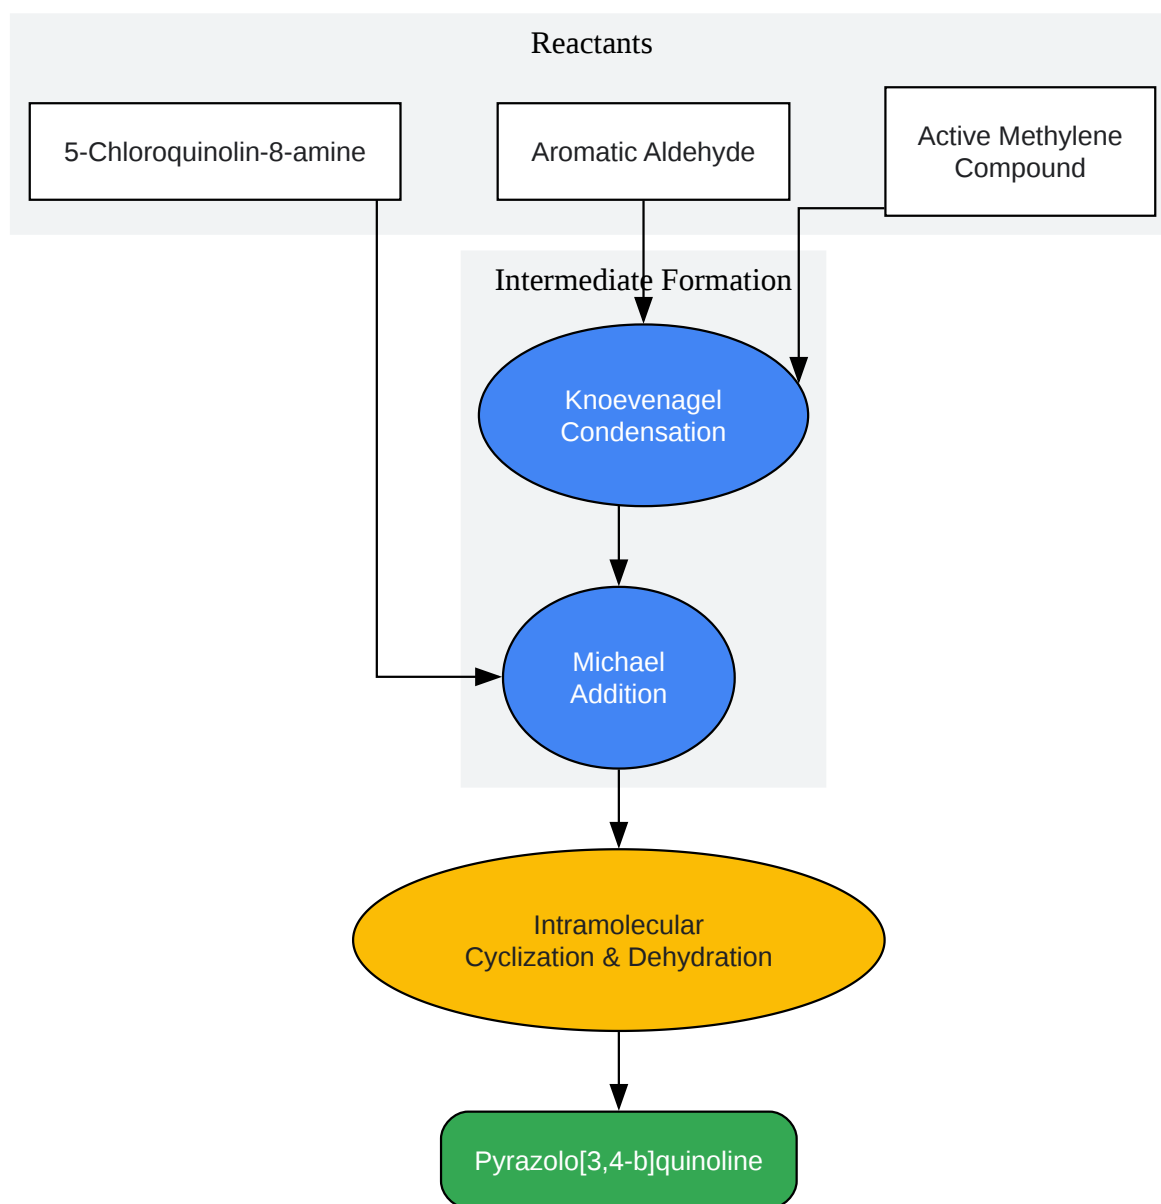 Reactants
5-Chloroquinolin-8-amine
Aromatic Aldehyde
Active Methylene
Compound
Intermediate Formation
Knoevenagel
Condensation
Michael
Addition
Intramolecular
Cyclization & Dehydration
Pyrazolo[3,4-b]quinoline